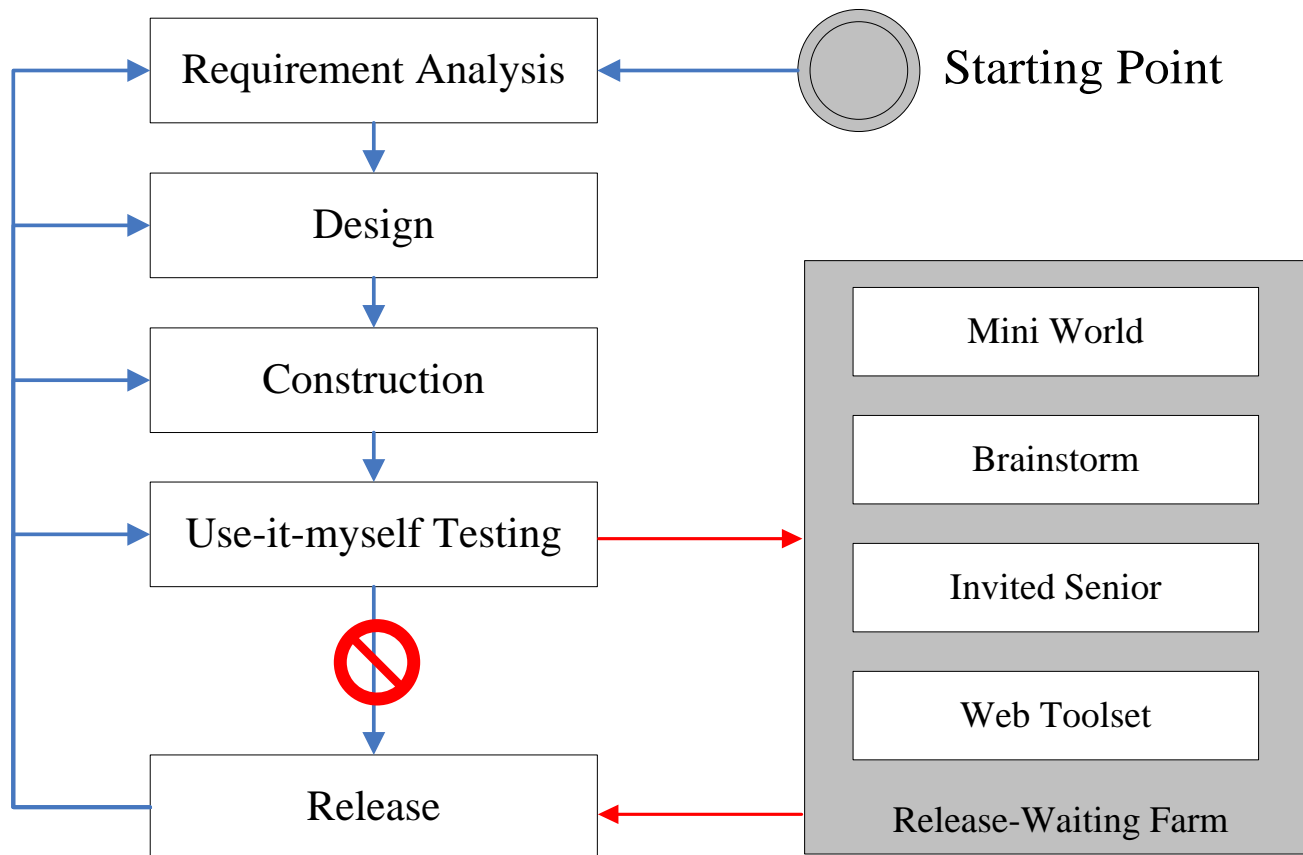 Requirement Analysis
Starting Point
Design
Construction
Use-it-myself Testing
Release
Mini World
Brainstorm
Invited Senior
Web Toolset
Release-Waiting Farm